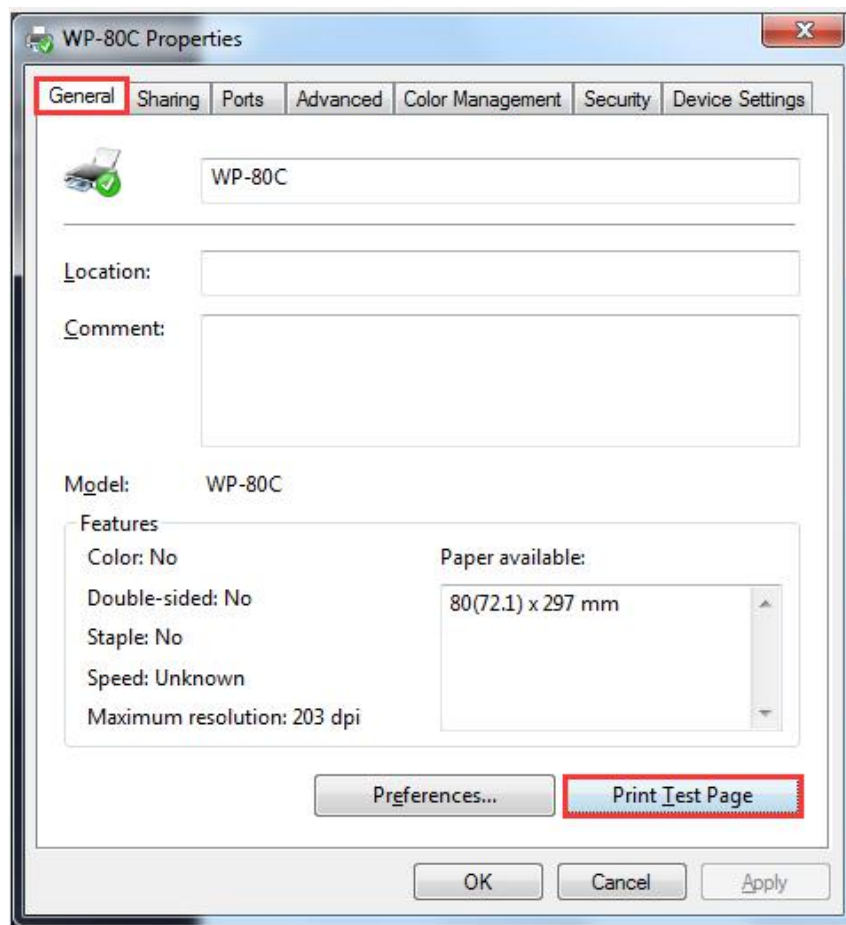 WP-80C Properties
General Sharing Ports Advanced Color Management Security Device Settings
WP-80C
Location:
Comment:
Model: WP-80C
Features
Color: No
Double-sided: No
Staple: No
Speed: Unknown
Maximum resolution: 203 dpi
Paper available:
80(72.1) x 297 mm
Preferences... Print Test Page
OK Cancel Apply